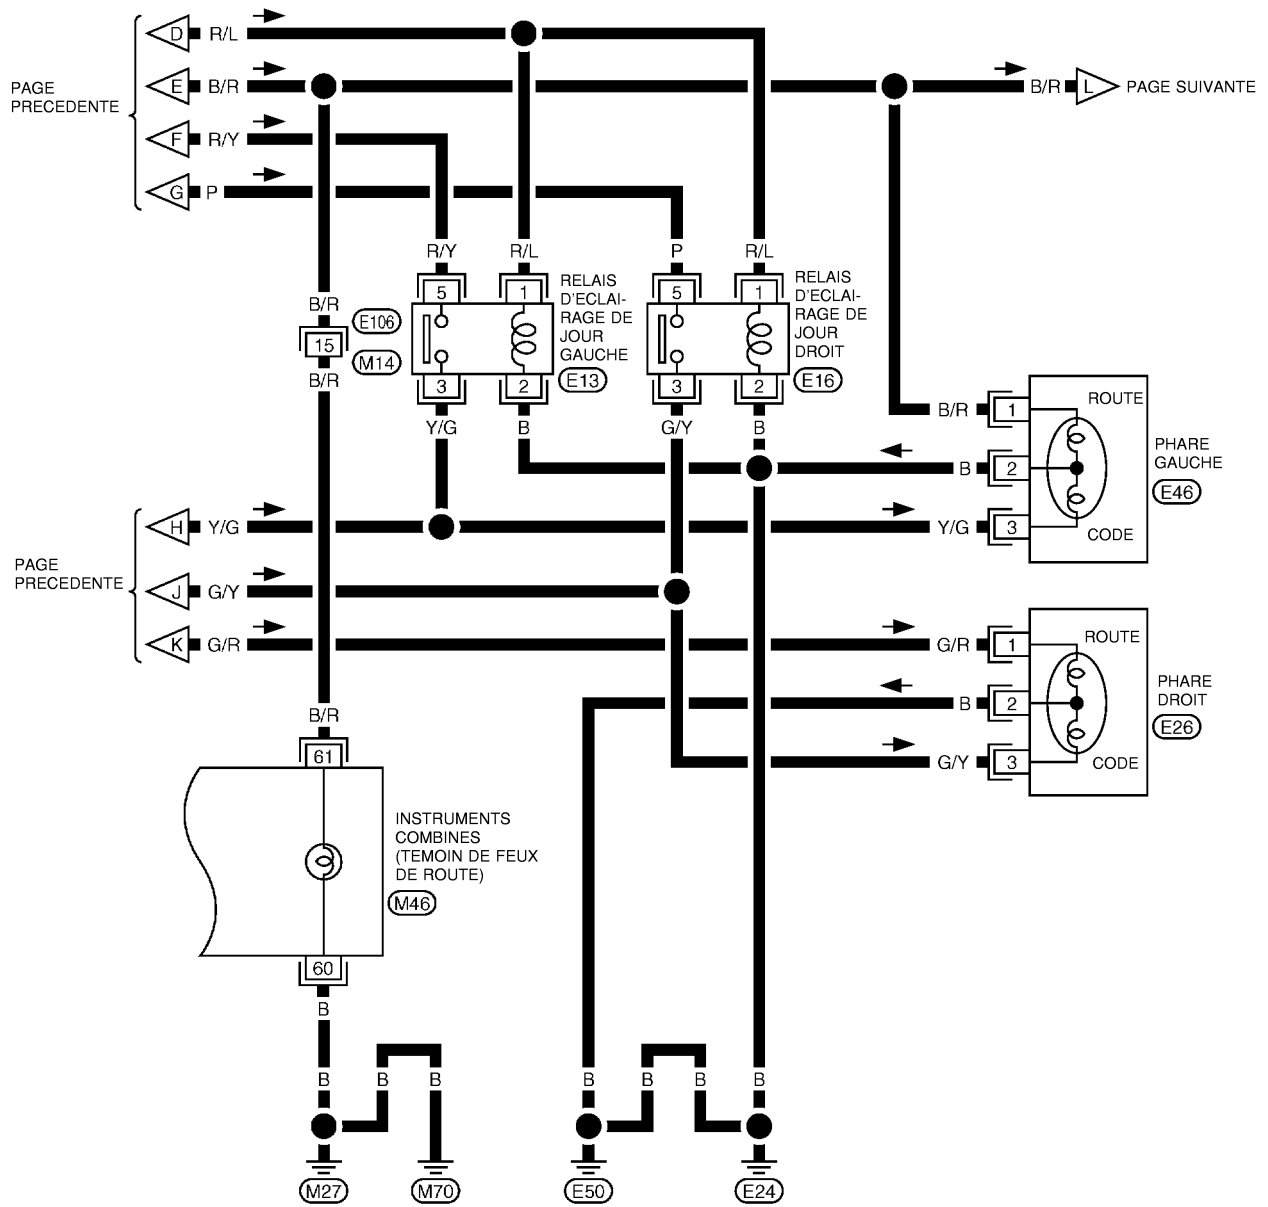 D R/L
PAGE
PRECEDENTE
E B/R
B/R L PAGE SUIVANTE
F R/Y
G P
R/Y R/L P R/L
5 1 5 1
RELAIS
D'ECLAI-
RAGE DE
JOUR
GAUCHE
E13
RELAIS
D'ECLAI-
RAGE DE
JOUR
DROIT
E16
B/R
15
B/R
E106
M14
3 2 3 2
Y/G B G/Y B
B/R 1 ROUTE
B 2
Y/G 3 CODE
PHARE
GAUCHE
E46
H Y/G
PAGE
PRECEDENTE
J G/Y
K G/R
G/R 1 ROUTE
B 2
G/Y 3 CODE
PHARE
DROIT
E26
B/R
61
INSTRUMENTS
COMBINES
(TEMOIN DE FEUX
DE ROUTE)
M46
60
B
B B B B B B B
M27 M70 E50 E24